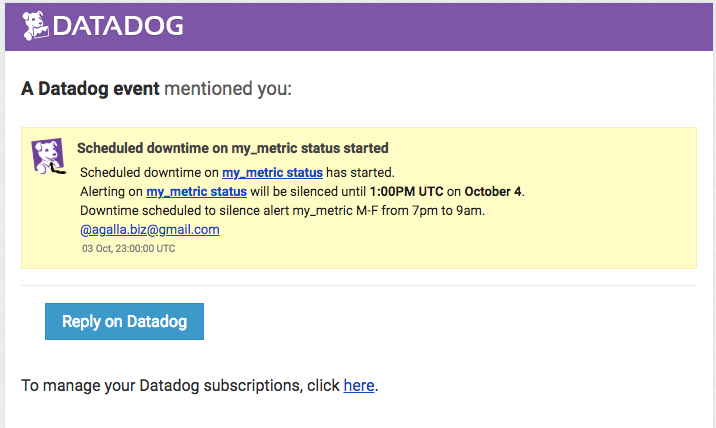 DATADOG
A Datadog event mentioned you:
Scheduled downtime on my_metric status started
Scheduled downtime on my_metric status has started.
Alerting on my_metric status will be silenced until 1:00PM UTC on October 4.
Downtime scheduled to silence alert my_metric M-F from 7pm to 9am.
@agalla.biz@gmail.com
03 Oct, 23:00:00 UTC
Reply on Datadog
To manage your Datadog subscriptions, click here.